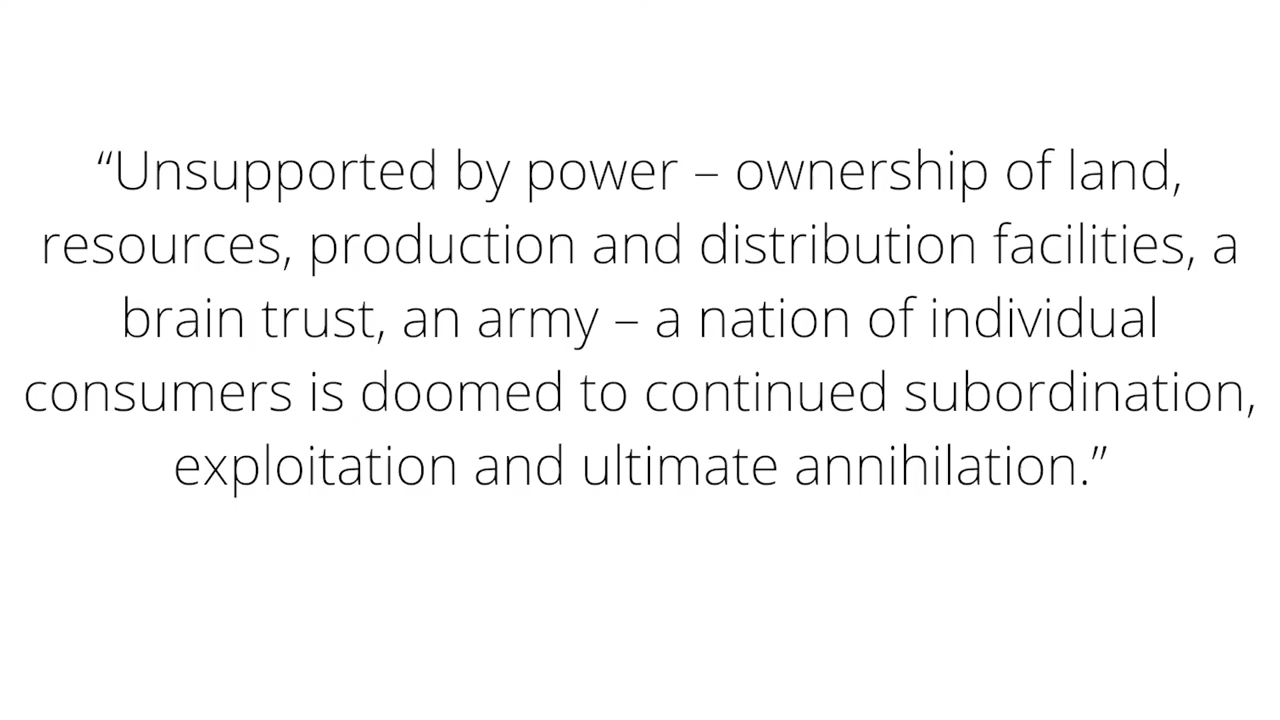 “Unsupported by power – ownership of land,
resources, production and distribution facilities, a
brain trust, an army – a nation of individual
consumers is doomed to continued subordination,
exploitation and ultimate annihilation.”